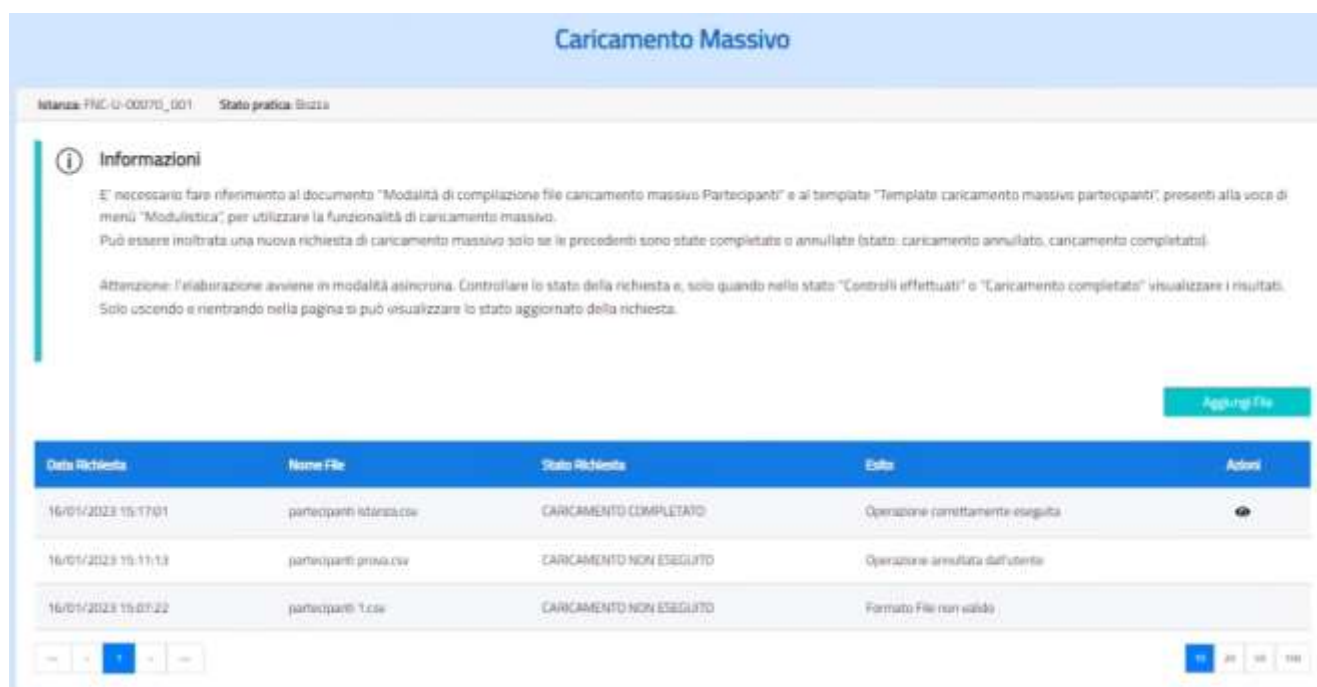 Caricamento Massivo
Istanza: FNC-U-00070_001 Stato pratica: Bozza
Informazioni
E' necessario fare riferimento al documento "Modalità di compilazione file caricamento massivo Partecipanti" e al template "Template caricamento massivo partecipanti", presenti alla voce di
menù "Modulistica", per utilizzare la funzionalità di caricamento massivo.
Può essere inoltrata una nuova richiesta di caricamento massivo solo se le precedenti sono state completate o annullate (stato: caricamento annullato, caricamento completato).
Attenzione: l'elaborazione avviene in modalità asincrona. Controllare lo stato della richiesta e, solo quando nello stato "Controlli effettuati" o "Caricamento completato" visualizzare i risultati.
Solo uscendo e rientrando nella pagina si può visualizzare lo stato aggiornato della richiesta.
Aggiungi File
Data Richiesta Nome File Stato Richiesta Esito Azioni
16/01/2023 15:17:01 partecipanti istanza.csv CARICAMENTO COMPLETATO Operazione correttamente eseguita
16/01/2023 15:11:13 partecipanti prova.csv CARICAMENTO NON ESEGUITO Operazione annullata dall'utente
16/01/2023 15:07:22 partecipanti 1.csv CARICAMENTO NON ESEGUITO Formato File non valido
1 10 20 50 100